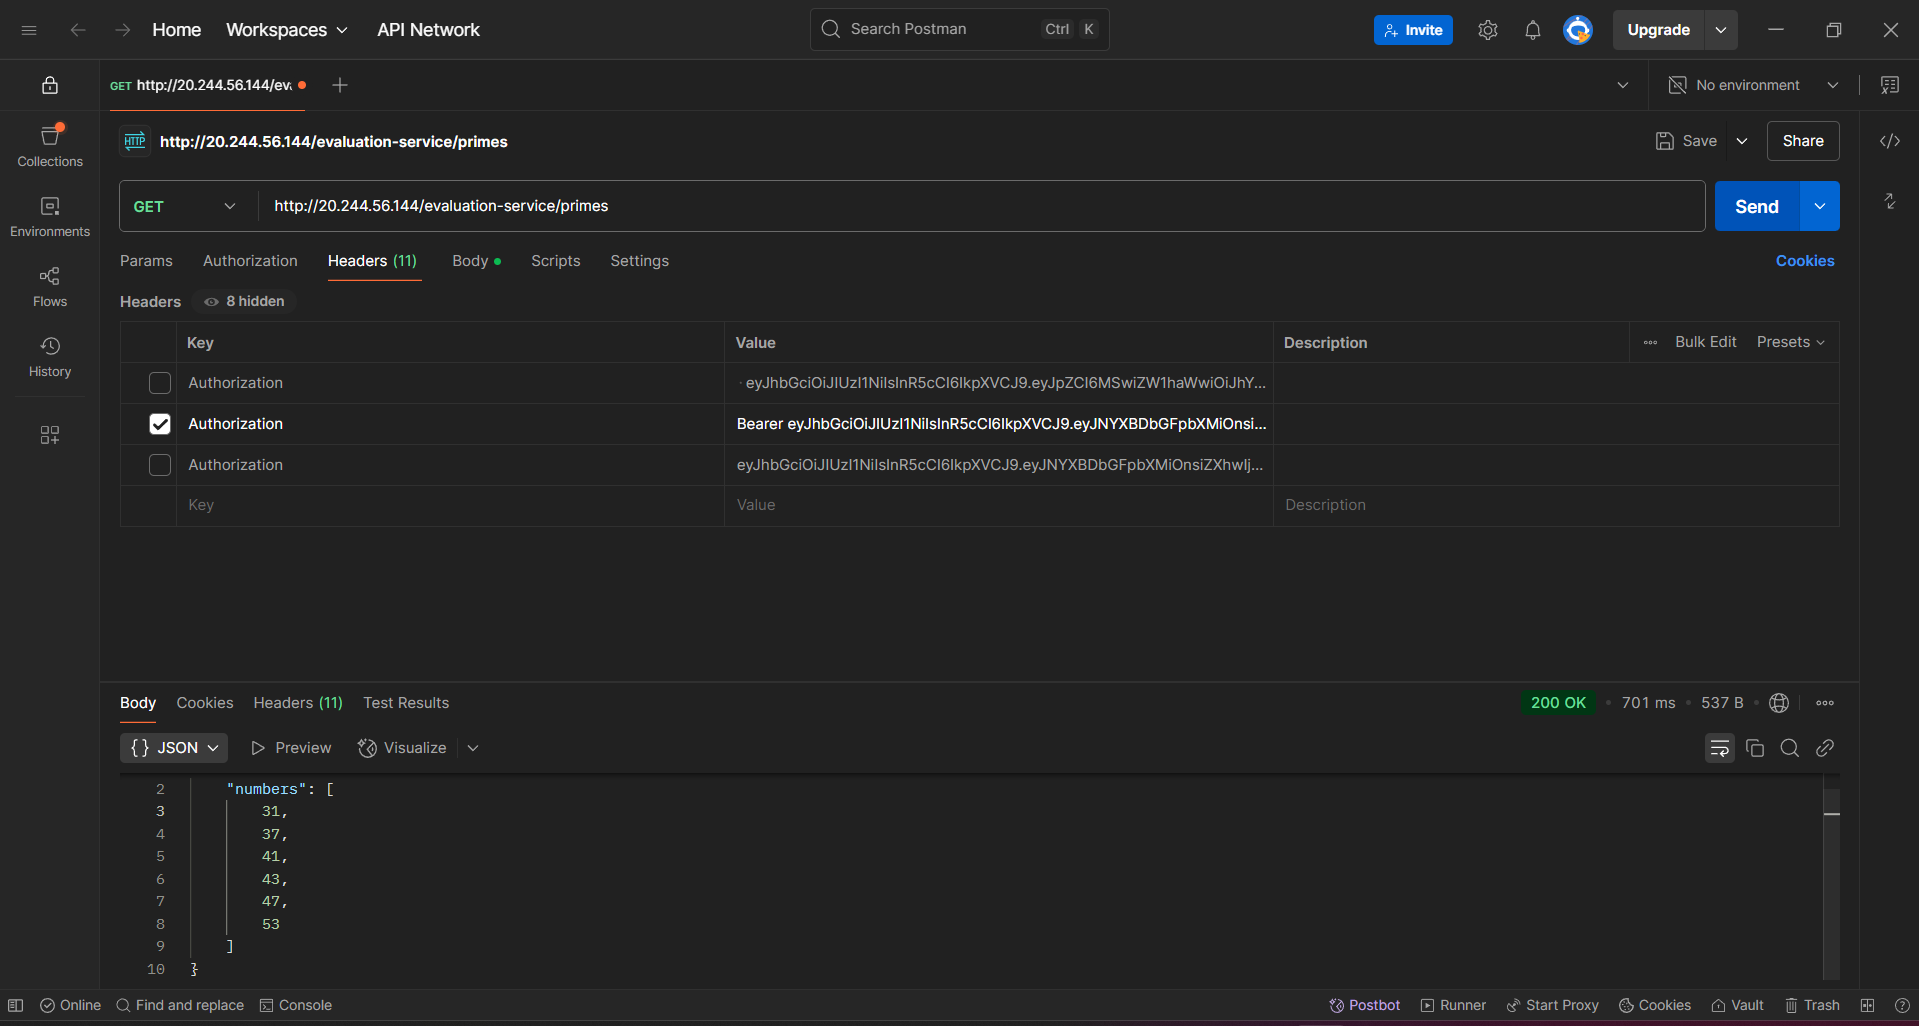 Home Workspaces API Network Search Postman Ctrl K Invite Upgrade
GET http://20.244.56.144/ev No environment
HTTP http://20.244.56.144/evaluation-service/primes Save Share
Collections
Environments
Flows
History
GET http://20.244.56.144/evaluation-service/primes Send
Params Authorization Headers (11) Body Scripts Settings Cookies
Headers 8 hidden
Key Value Description Bulk Edit Presets
Authorization eyJhbGciOiJIUzI1NiIsInR5cCI6IkpXVCJ9.eyJpZCI6MSwiZW1haWwiOiJhY...
Authorization Bearer eyJhbGciOiJIUzI1NiIsInR5cCI6IkpXVCJ9.eyJNYXBDbGFpbXMiOnsi...
Authorization eyJhbGciOiJIUzI1NiIsInR5cCI6IkpXVCJ9.eyJNYXBDbGFpbXMiOnsiZXhwIj...
Key Value Description
Body Cookies Headers (11) Test Results 200 OK 701 ms 537 B
{} JSON Preview Visualize
2 "numbers": [
3 31,
4 37,
5 41,
6 43,
7 47,
8 53
9 ]
10 }
Online Find and replace Console Postbot Runner Start Proxy Cookies Vault Trash